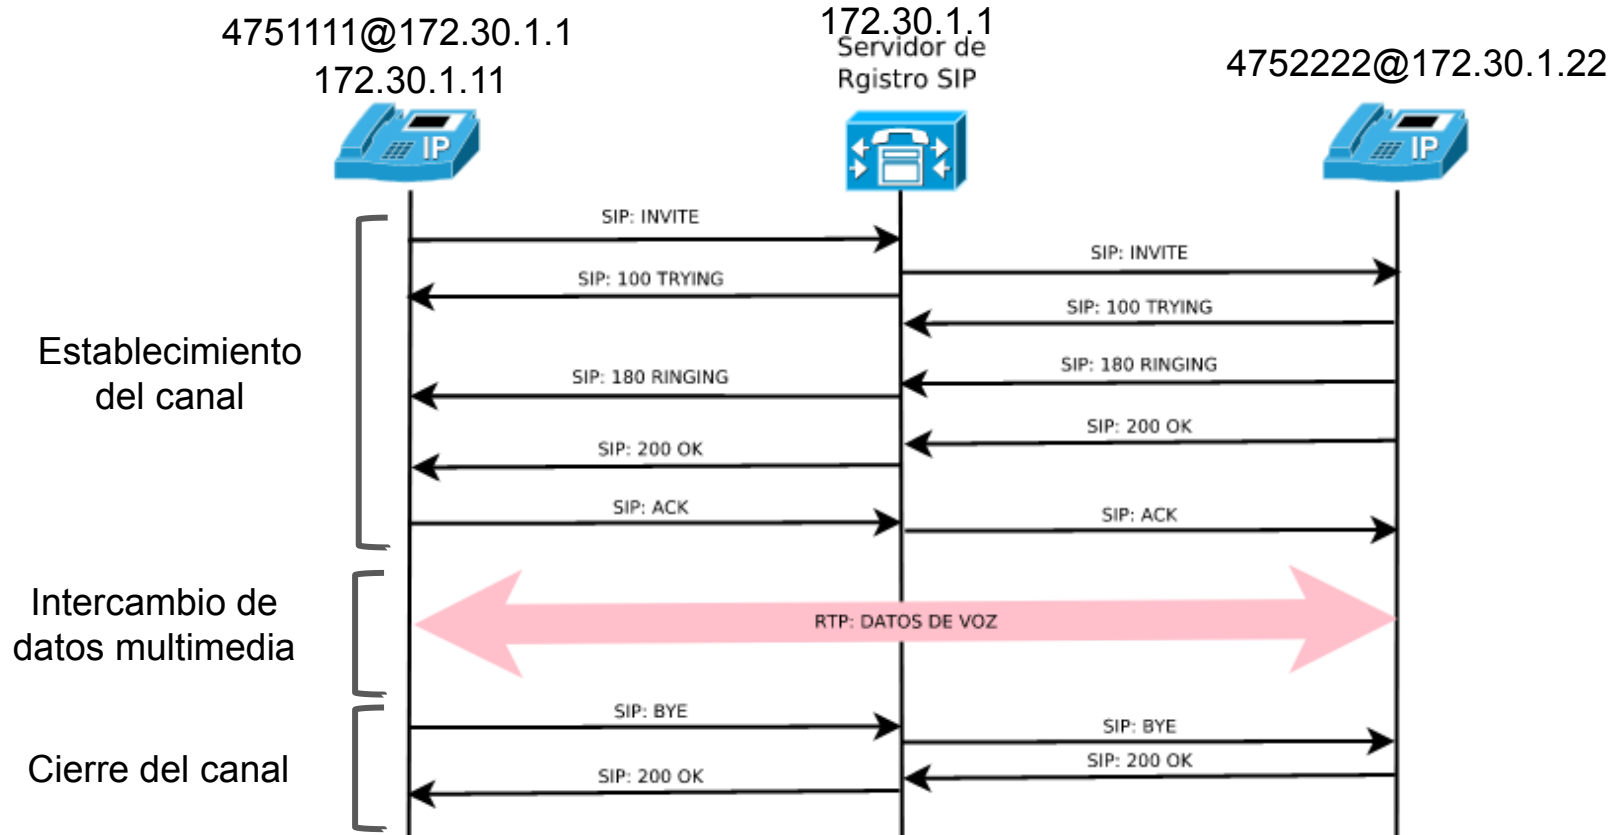 4751111@172.30.1.1
172.30.1.11
172.30.1.1
Servidor de
Rgistro SIP
4752222@172.30.1.22
IP
IP
SIP: INVITE
SIP: INVITE
SIP: 100 TRYING
SIP: 100 TRYING
Establecimiento
del canal
SIP: 180 RINGING
SIP: 180 RINGING
SIP: 200 OK
SIP: 200 OK
SIP: ACK
SIP: ACK
Intercambio de
datos multimedia
RTP: DATOS DE VOZ
SIP: BYE
SIP: BYE
Cierre del canal
SIP: 200 OK
SIP: 200 OK